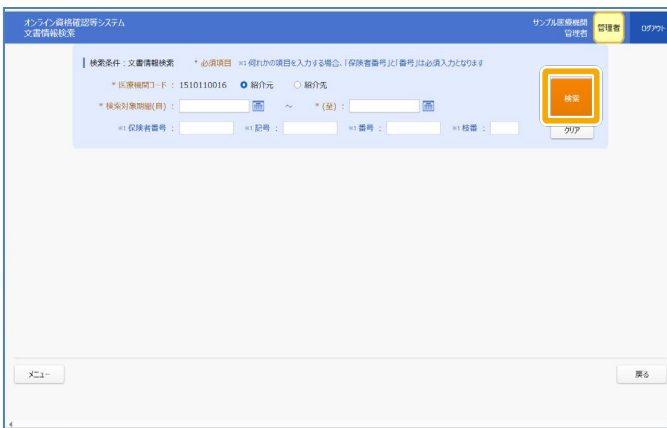 オンライン資格確認等システム
文書情報検索
サンプル医療機関
管理者
管理者
ログアウト
検索条件：文書情報検索 * 必須項目 ※1 何れかの項目を入力する場合、「保険者番号」と「番号」は必須入力となります
* 医療機関コード ： 1510110016 紹介元 紹介先
* 検索対象期間(自) ： ～ * (至) ：
※1 保険者番号 ： ※1 記号 ： ※1 番号 ： ※1 枝番 ：
検索
クリア
メニュー
戻る